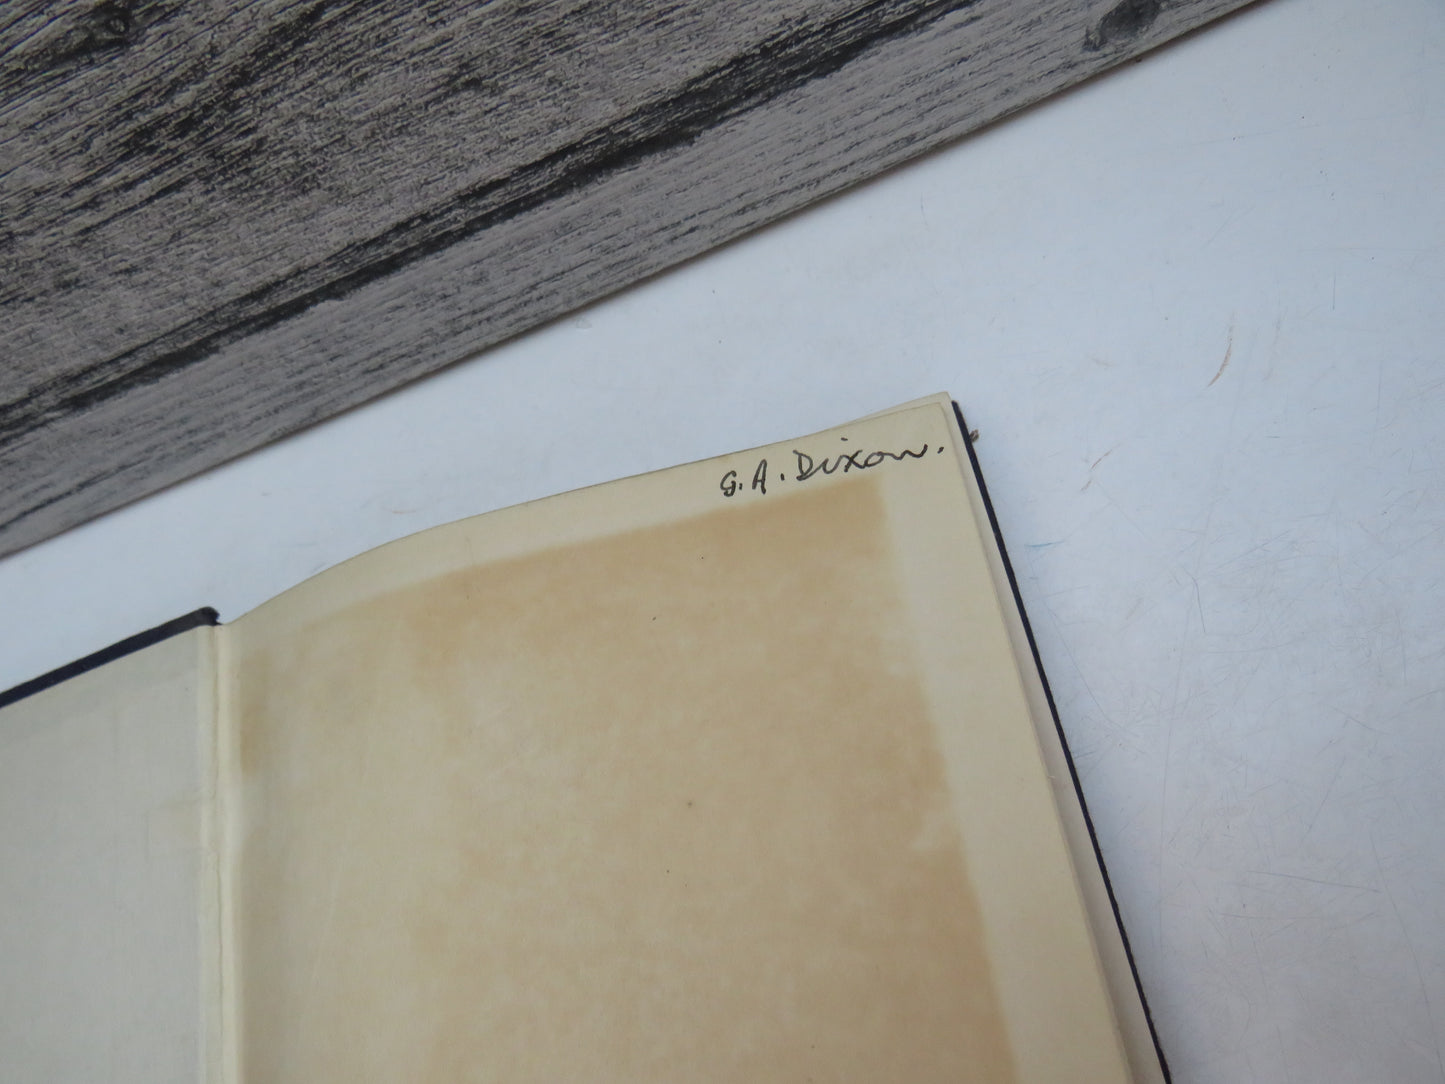 G. A. Dixon.